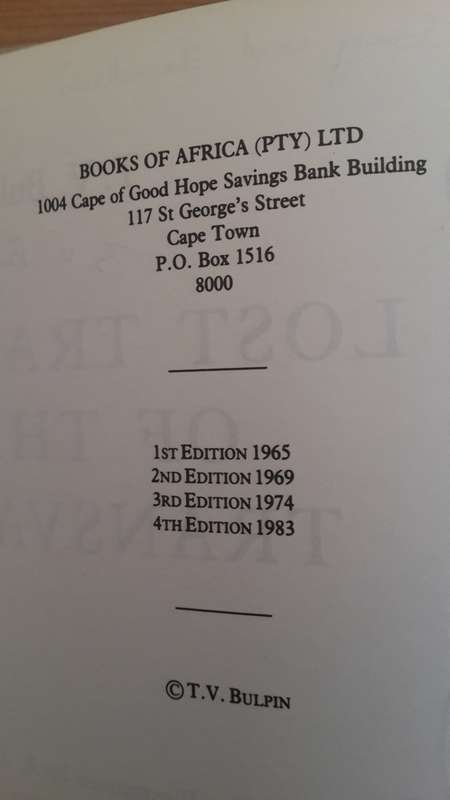 BOOKS OF AFRICA (PTY) LTD
1004 Cape of Good Hope Savings Bank Building
117 St George's Street
Cape Town
P.O. Box 1516
8000
1ST EDITION 1965
2ND EDITION 1969
3RD EDITION 1974
4TH EDITION 1983
© T.V. BULPIN